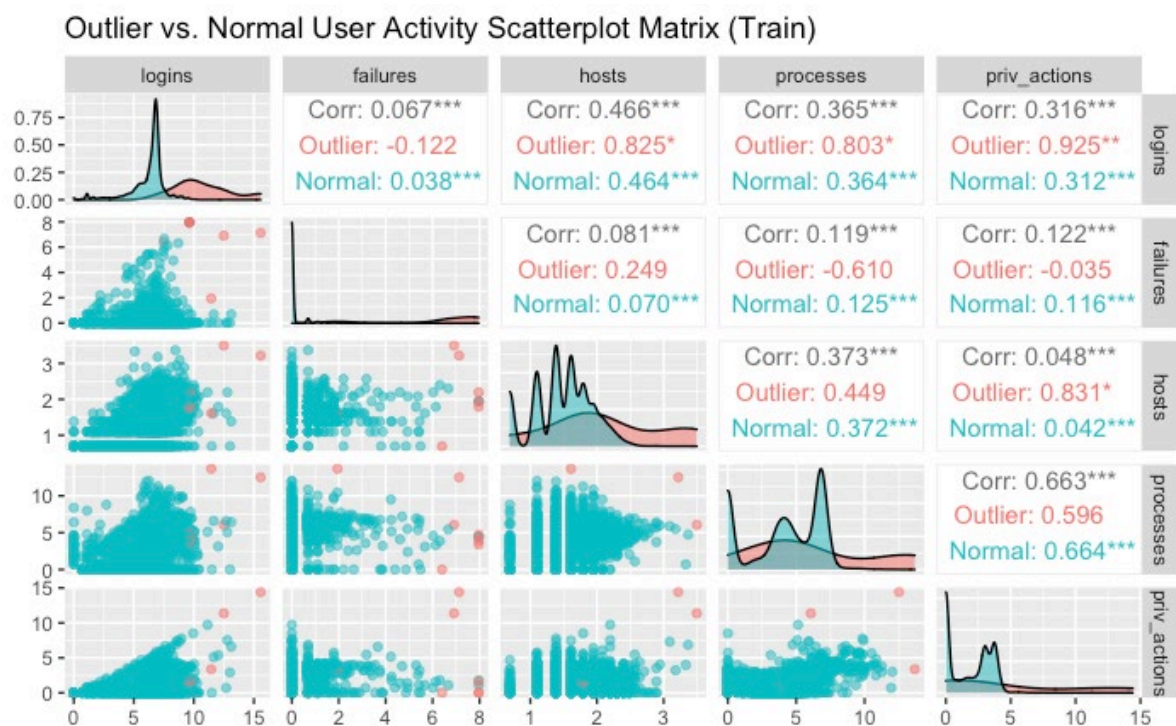 Outlier vs. Normal User Activity Scatterplot Matrix (Train)
logins failures hosts processes priv_actions
0.75
0.50
0.25
0.00
Corr: 0.067*** Corr: 0.466*** Corr: 0.365*** Corr: 0.316***
Outlier: -0.122 Outlier: 0.825* Outlier: 0.803* Outlier: 0.925**
Normal: 0.038*** Normal: 0.464*** Normal: 0.364*** Normal: 0.312***
logins
8
6
4
2
0
Corr: 0.081*** Corr: 0.119*** Corr: 0.122***
Outlier: 0.249 Outlier: -0.610 Outlier: -0.035
Normal: 0.070*** Normal: 0.125*** Normal: 0.116***
failures
3
2
1
Corr: 0.373*** Corr: 0.048***
Outlier: 0.449 Outlier: 0.831*
Normal: 0.372*** Normal: 0.042***
hosts
10
5
0
Corr: 0.663***
Outlier: 0.596
Normal: 0.664***
processes
15
10
5
0
priv_actions
0 5 10 15 0 2 4 6 8 1 2 3 0 5 10 0 5 10 15